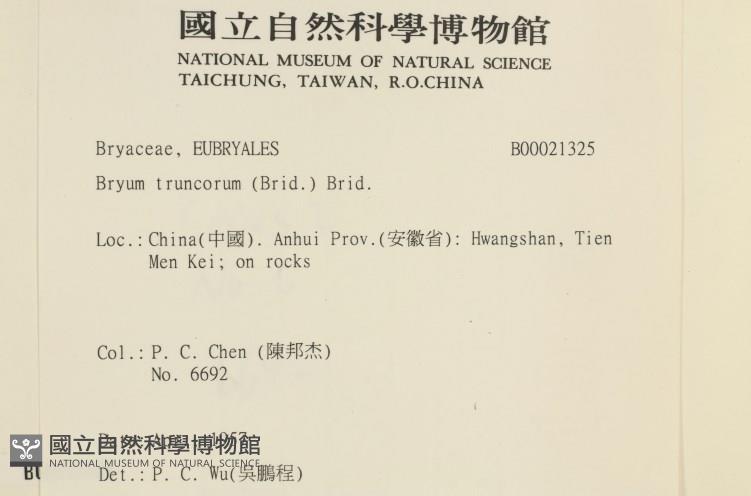 國立自然科學博物館
NATIONAL MUSEUM OF NATURAL SCIENCE
TAICHUNG, TAIWAN, R.O.CHINA
Bryaceae, EUBRYALES B00021325
Bryum truncorum (Brid.) Brid.
Loc.: China(中國). Anhui Prov.(安徽省): Hwangshan, Tien
Men Kei; on rocks
Col.: P. C. Chen (陳邦杰)
No. 6692
1957
國立自然科學博物館
NATIONAL MUSEUM OF NATURAL SCIENCE
Det.: P. C. Wu(吳鵬程)